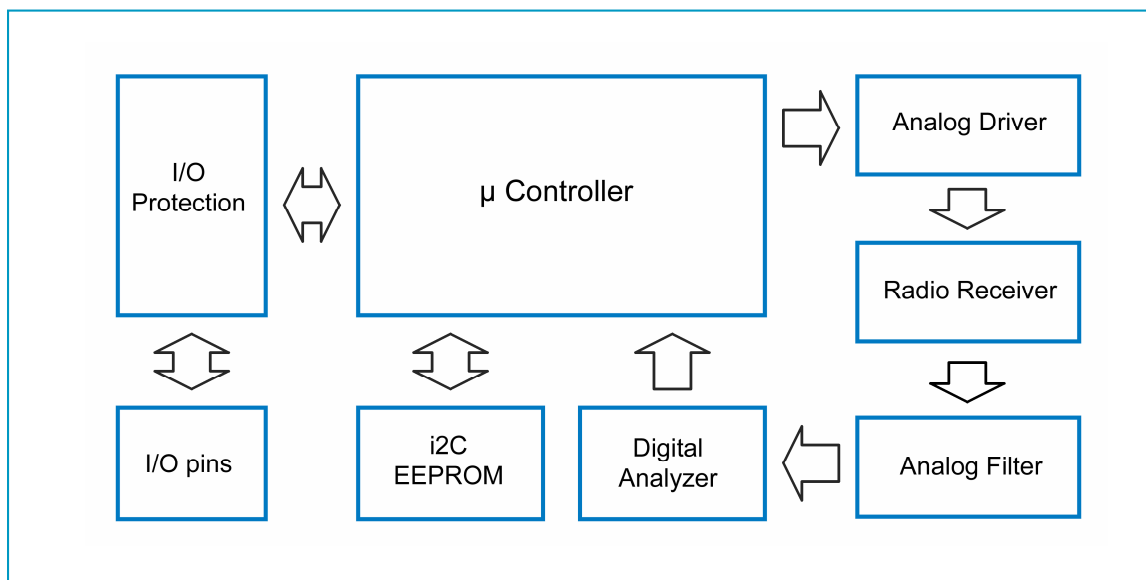 I/O
Protection
µ Controller
Analog Driver
Radio Receiver
I/O pins
i2C
EEPROM
Digital
Analyzer
Analog Filter